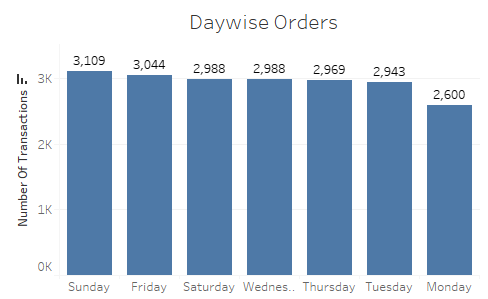 Daywise Orders
Number Of Transactions
3K
2K
1K
0K
3,109
3,044
2,988
2,988
2,969
2,943
2,600
Sunday
Friday
Saturday
Wednes..
Thursday
Tuesday
Monday